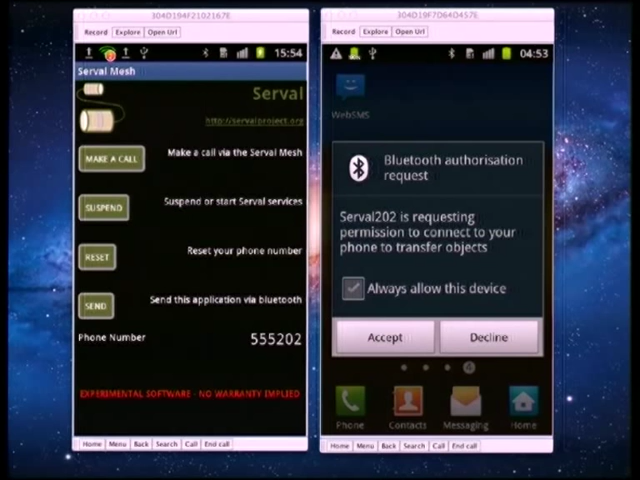 304D194F2102167E
Record Explore Open Url
15:54
Serval Mesh
Serval
http://servalproject.org
MAKE A CALL
Make a call via the Serval Mesh
SUSPEND
Suspend or start Serval services
RESET
Reset your phone number
SEND
Send this application via bluetooth
Phone Number
555202
EXPERIMENTAL SOFTWARE - NO WARRANTY IMPLIED
Home Menu Back Search Call End call
304D19F7D64D457E
Record Explore Open Url
04:53
WebSMS
Bluetooth authorisation
request
Serval202 is requesting
permission to connect to your
phone to transfer objects
Always allow this device
Accept Decline
4
Phone Contacts Messaging Home
Home Menu Back Search Call End call